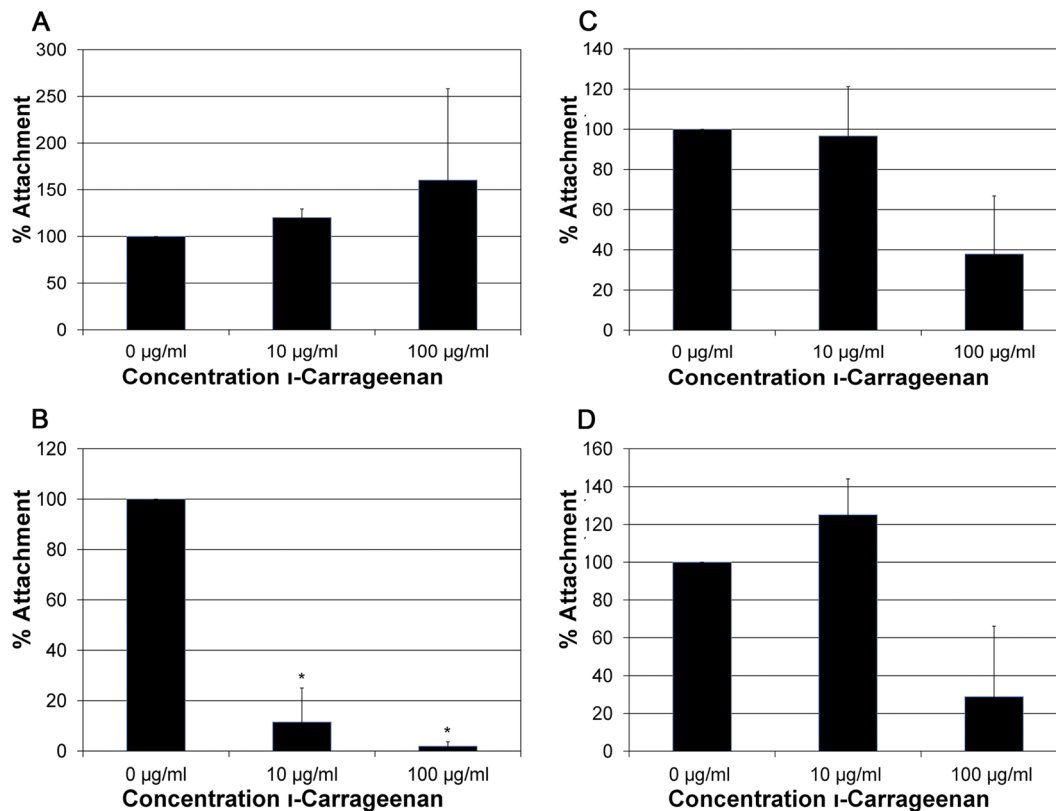 A
300
250
200
150
100
50
0
% Attachment
0 µg/ml 10 µg/ml 100 µg/ml
Concentration ı-Carrageenan
C
140
120
100
80
60
40
20
0
% Attachment
0 µg/ml 10 µg/ml 100 µg/ml
Concentration ı-Carrageenan
B
120
100
80
60
40
20
0
% Attachment
*
*
0 µg/ml 10 µg/ml 100 µg/ml
Concentration ı-Carrageenan
D
160
140
120
100
80
60
40
20
0
% Attachment
0 µg/ml 10 µg/ml 100 µg/ml
Concentration ı-Carrageenan